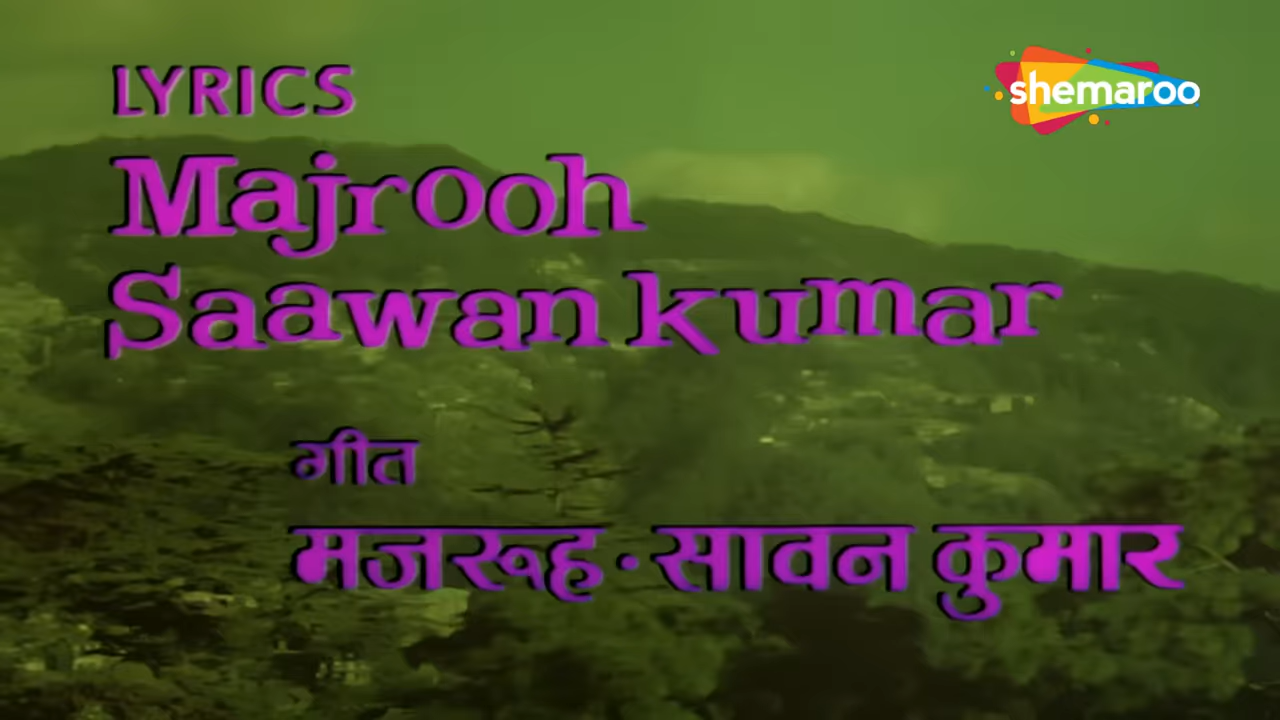 LYRICS
shemaroo
Majrooh
Saawan kumar
गीत
मजरूह · सावन कुमार